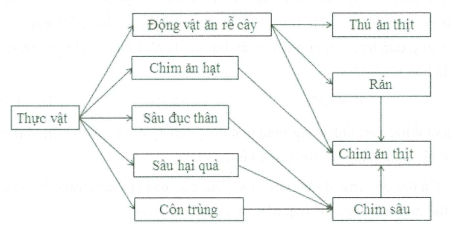 Động vật ăn rễ cây
Thú ăn thịt
Chim ăn hạt
Rắn
Thực vật
Sâu đục thân
Chim ăn thịt
Sâu hại quả
Côn trùng
Chim sâu